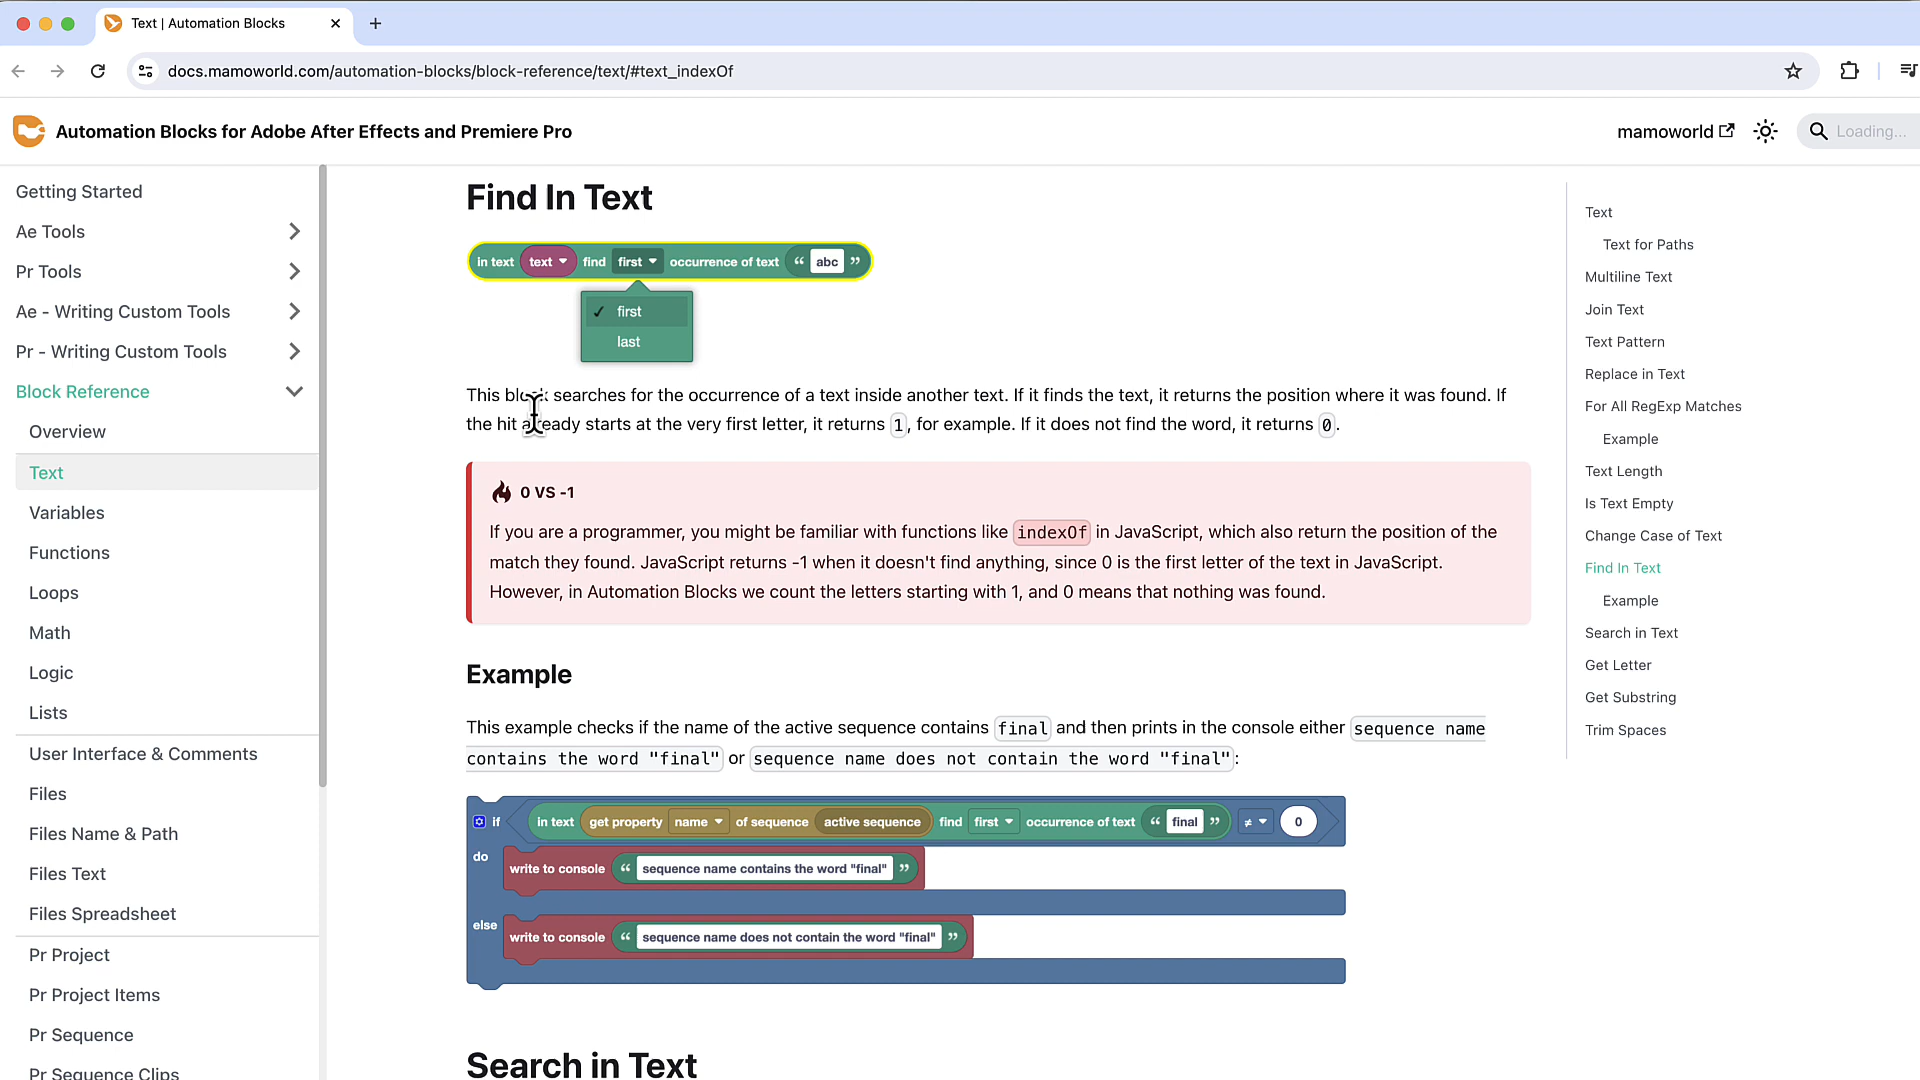 Text | Automation Blocks
docs.mamoworld.com/automation-blocks/block-reference/text/#text_indexOf
Automation Blocks for Adobe After Effects and Premiere Pro
mamoworld
Loading...
Getting Started
Ae Tools
Pr Tools
Ae - Writing Custom Tools
Pr - Writing Custom Tools
Block Reference
Overview
Text
Variables
Functions
Loops
Math
Logic
Lists
User Interface & Comments
Files
Files Name & Path
Files Text
Files Spreadsheet
Pr Project
Pr Project Items
Pr Sequence
Pr Sequence Clips
Find In Text
in text text find first occurrence of text “ abc ”
✓ first
last
This block searches for the occurrence of a text inside another text. If it finds the text, it returns the position where it was found. If
the hit already starts at the very first letter, it returns 1, for example. If it does not find the word, it returns 0.
0 VS -1
If you are a programmer, you might be familiar with functions like indexOf in JavaScript, which also return the position of the
match they found. JavaScript returns -1 when it doesn't find anything, since 0 is the first letter of the text in JavaScript.
However, in Automation Blocks we count the letters starting with 1, and 0 means that nothing was found.
Example
This example checks if the name of the active sequence contains final and then prints in the console either sequence name
contains the word "final" or sequence name does not contain the word "final":
if in text get property name of sequence active sequence find first occurrence of text “ final ” ≠ 0
do write to console “ sequence name contains the word "final" ”
else write to console “ sequence name does not contain the word "final" ”
Search in Text
Text
Text for Paths
Multiline Text
Join Text
Text Pattern
Replace in Text
For All RegExp Matches
Example
Text Length
Is Text Empty
Change Case of Text
Find In Text
Example
Search in Text
Get Letter
Get Substring
Trim Spaces